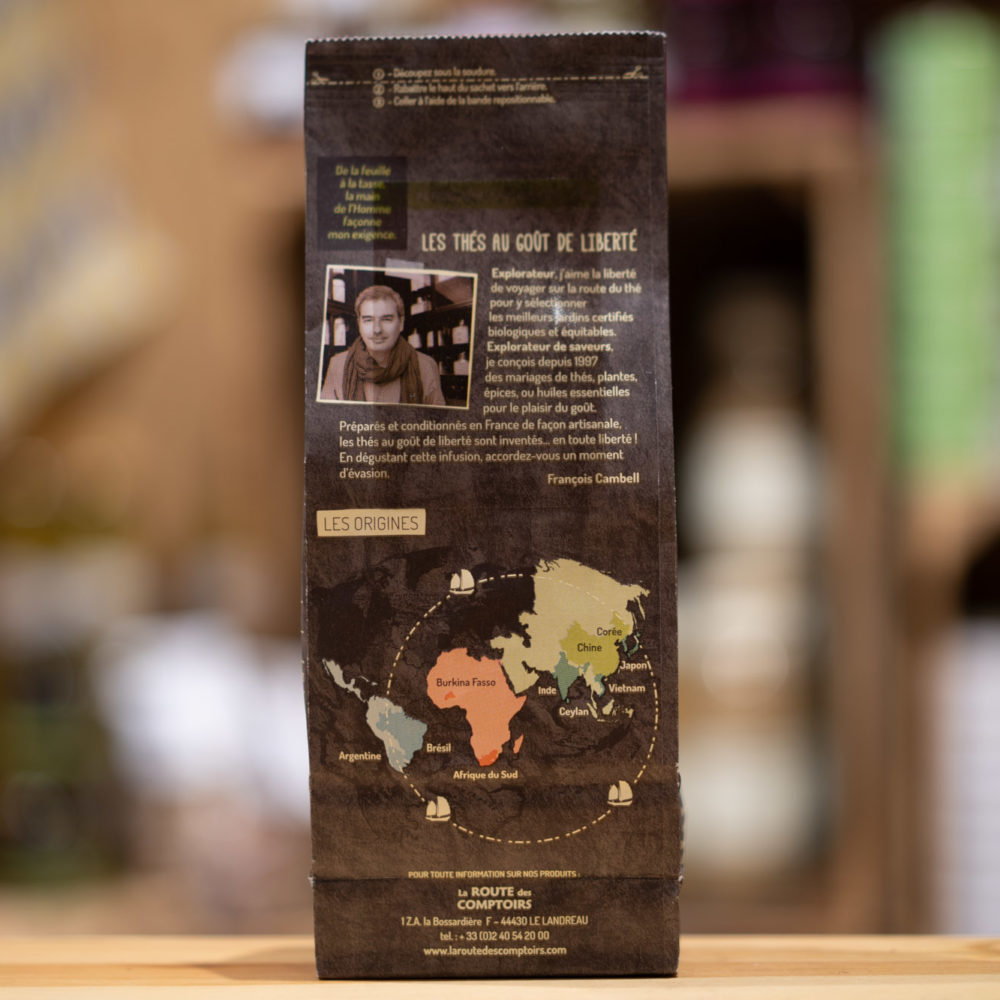 1 - Découpez sous la soudure.
2 - Rabattre le haut du sachet vers l'arrière.
3 - Coller à l'aide de la bande repositionnable.
De la feuille
à la tasse,
la main
de l'Homme
façonne
mon exigence.
LES THÉS AU GOÛT DE LIBERTÉ
Explorateur, j'aime la liberté
de voyager sur la route du thé
pour y sélectionner
les meilleurs jardins certifiés
biologiques et équitables.
Explorateur de saveurs,
je conçois depuis 1997
des mariages de thés, plantes,
épices, ou huiles essentielles
pour le plaisir du goût.
Préparés et conditionnés en France de façon artisanale,
les thés au goût de liberté sont inventés... en toute liberté !
En dégustant cette infusion, accordez-vous un moment
d'évasion.
François Cambell
LES ORIGINES
Corée
Chine
Japon
Burkina Fasso
Inde
Vietnam
Ceylan
Brésil
Argentine
Afrique du Sud
POUR TOUTE INFORMATION SUR NOS PRODUITS :
La ROUTE des
COMPTOIRS
1 Z.A. la Bossardière F - 44430 LE LANDREAU
tel. : + 33 (0)2 40 54 20 00
www.laroutedescomptoirs.com